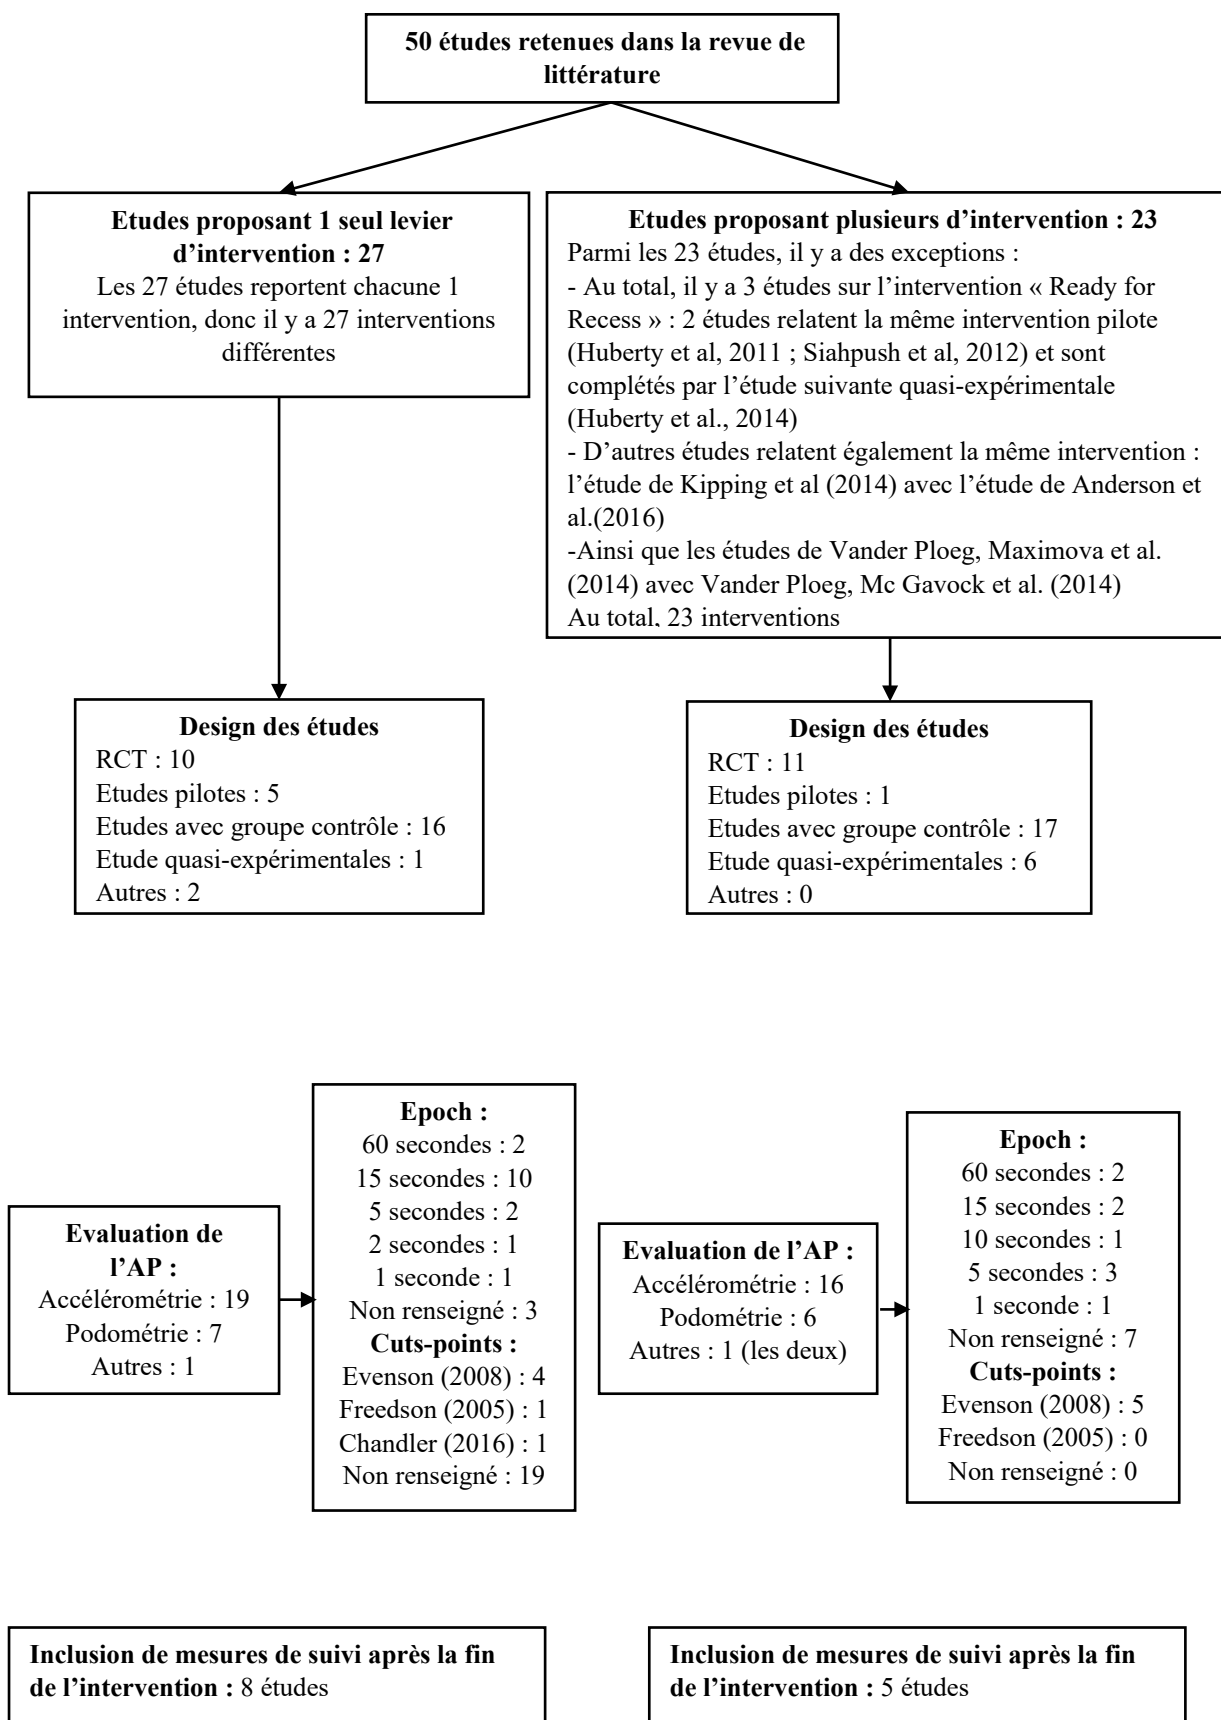 50 études retenues dans la revue de
littérature
Etudes proposant 1 seul levier
d'intervention : 27
Les 27 études reportent chacune 1
intervention, donc il y a 27 interventions
différentes
Etudes proposant plusieurs d'intervention : 23
Parmi les 23 études, il y a des exceptions :
- Au total, il y a 3 études sur l'intervention « Ready for
Recess » : 2 études relatent la même intervention pilote
(Huberty et al, 2011 ; Siahpush et al, 2012) et sont
complétés par l'étude suivante quasi-expérimentale
(Huberty et al., 2014)
- D'autres études relatent également la même intervention :
l'étude de Kipping et al (2014) avec l'étude de Anderson et
al.(2016)
-Ainsi que les études de Vander Ploeg, Maximova et al.
(2014) avec Vander Ploeg, Mc Gavock et al. (2014)
Au total, 23 interventions
Design des études
RCT : 10
Etudes pilotes : 5
Etudes avec groupe contrôle : 16
Etude quasi-expérimentales : 1
Autres : 2
Design des études
RCT : 11
Etudes pilotes : 1
Etudes avec groupe contrôle : 17
Etude quasi-expérimentales : 6
Autres : 0
Evaluation de
l'AP :
Accélérométrie : 19
Podométrie : 7
Autres : 1
Epoch :
60 secondes : 2
15 secondes : 10
5 secondes : 2
2 secondes : 1
1 seconde : 1
Non renseigné : 3
Cuts-points :
Evenson (2008) : 4
Freedson (2005) : 1
Chandler (2016) : 1
Non renseigné : 19
Evaluation de l'AP :
Accélérométrie : 16
Podométrie : 6
Autres : 1 (les deux)
Epoch :
60 secondes : 2
15 secondes : 2
10 secondes : 1
5 secondes : 3
1 seconde : 1
Non renseigné : 7
Cuts-points :
Evenson (2008) : 5
Freedson (2005) : 0
Non renseigné : 0
Inclusion de mesures de suivi après la fin
de l'intervention : 8 études
Inclusion de mesures de suivi après la fin
de l'intervention : 5 études